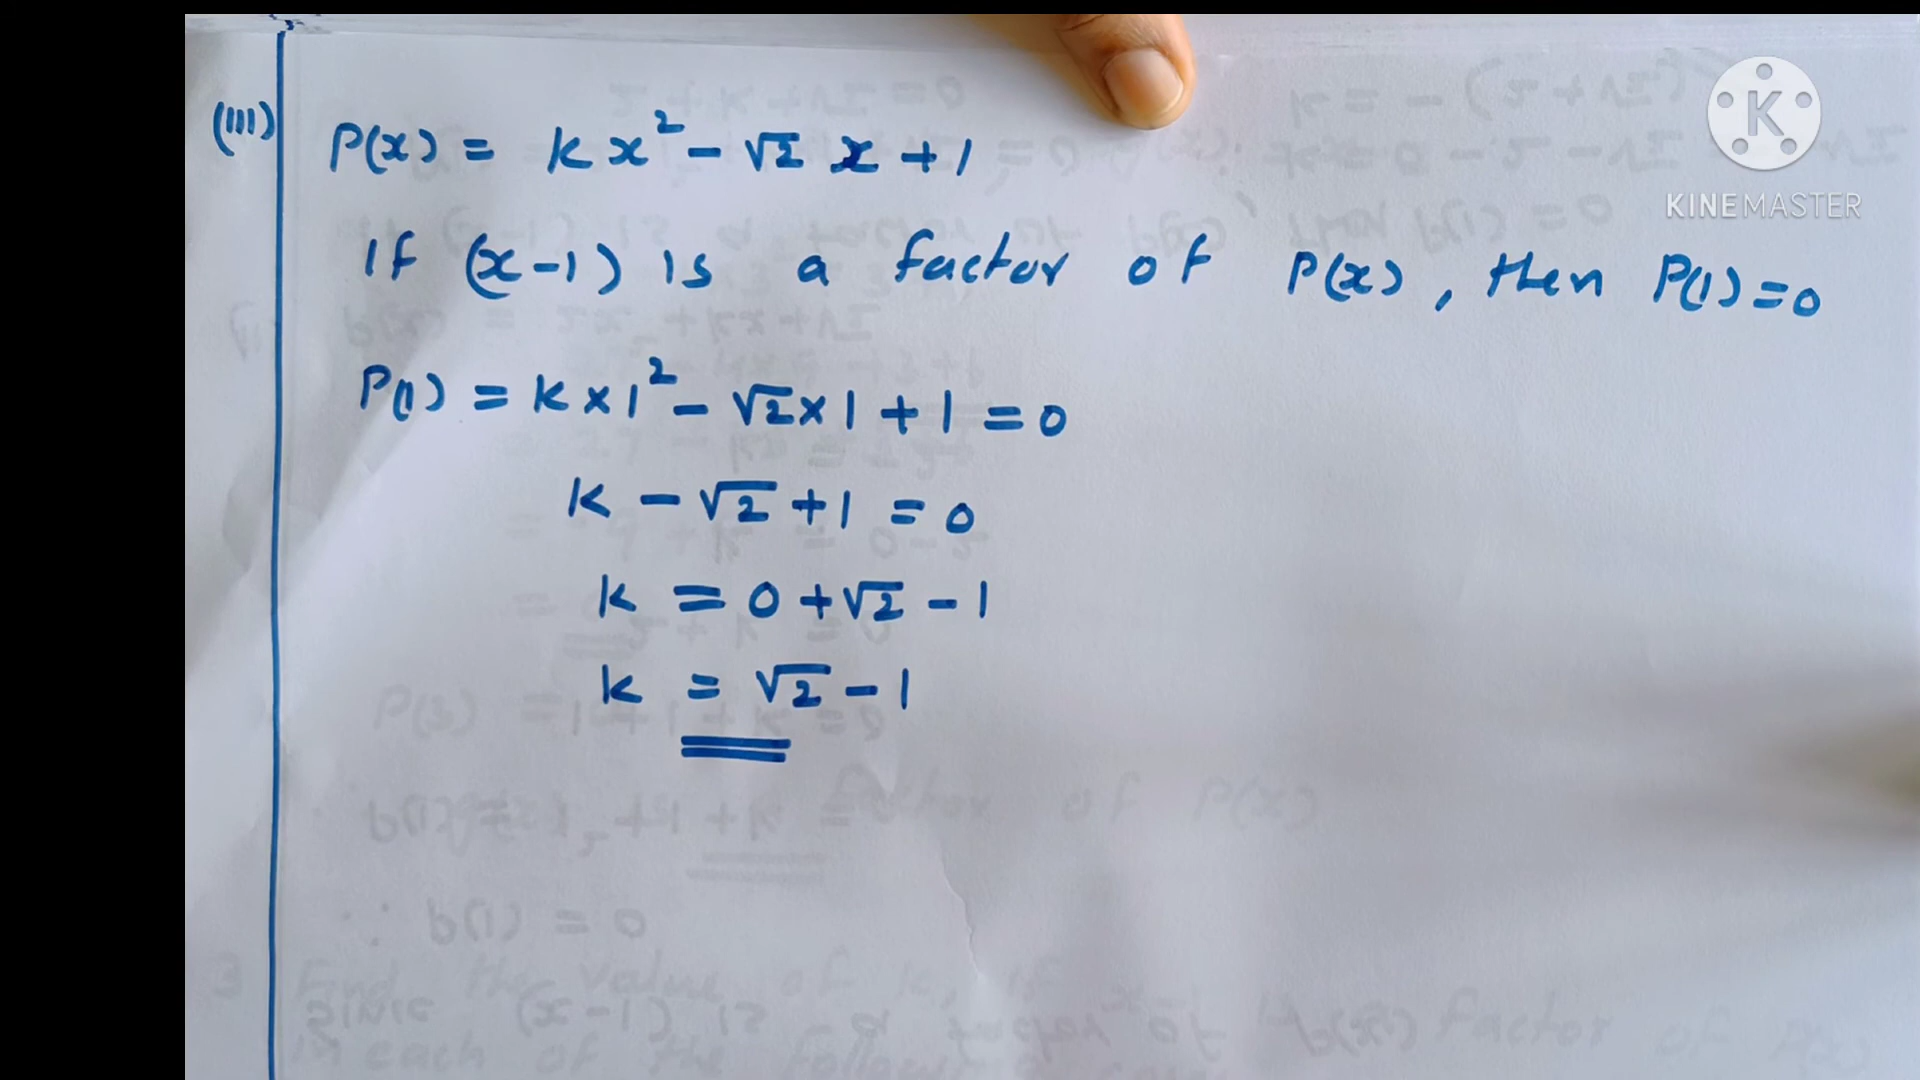 (III) P(x) = kx² - √2 x + 1
If (x-1) is a factor of P(x), then P(1)=0
P(1) = k×1² - √2×1 + 1 = 0
k - √2 + 1 = 0
k = 0 + √2 - 1
k = √2 - 1
K
KINEMASTER